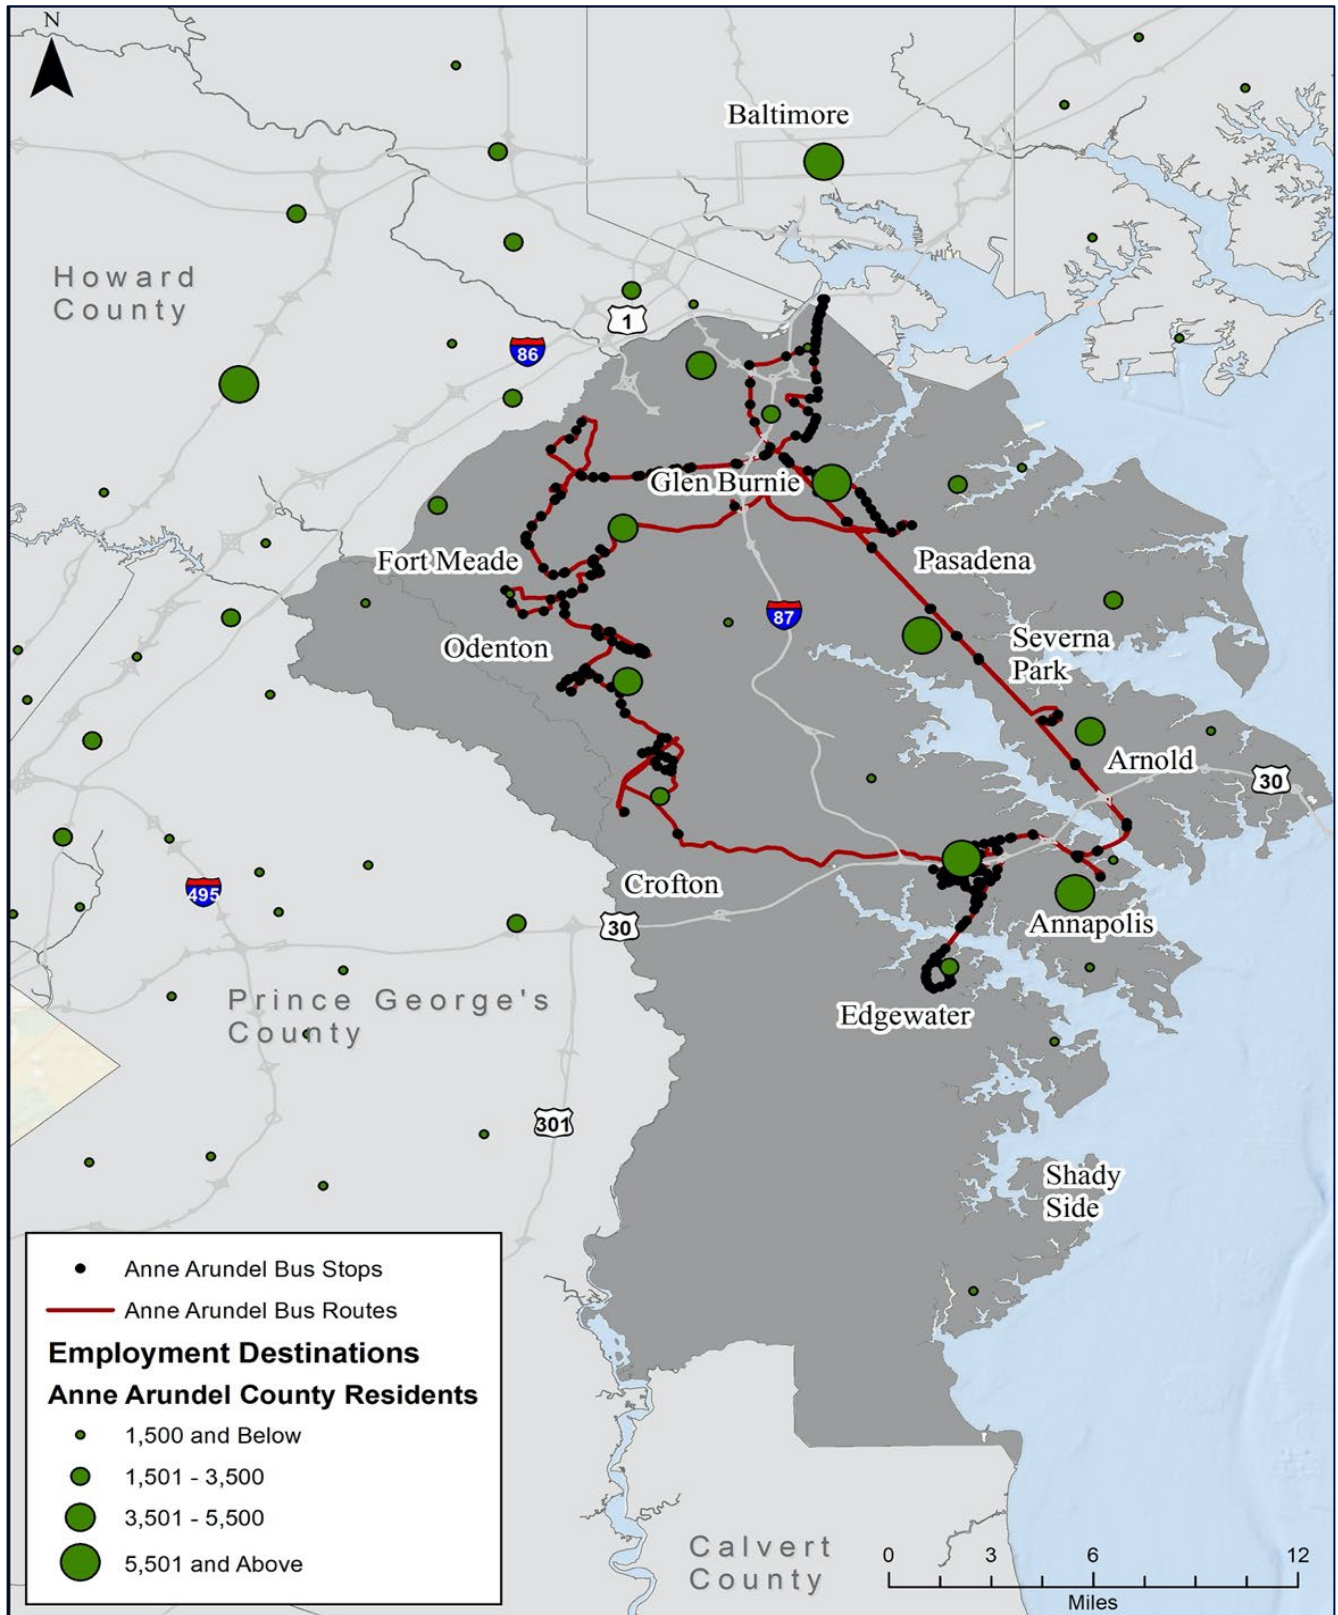 N
Baltimore
Howard
County
1
86
Glen Burnie
Fort Meade
Pasadena
87
Severna
Park
Odenton
Arnold
30
495
Crofton
30
Annapolis
Prince George's
County
Edgewater
301
Shady
Side
Anne Arundel Bus Stops
Anne Arundel Bus Routes
Employment Destinations
Anne Arundel County Residents
1,500 and Below
1,501 - 3,500
3,501 - 5,500
5,501 and Above
Calvert
County
0 3 6 12
Miles